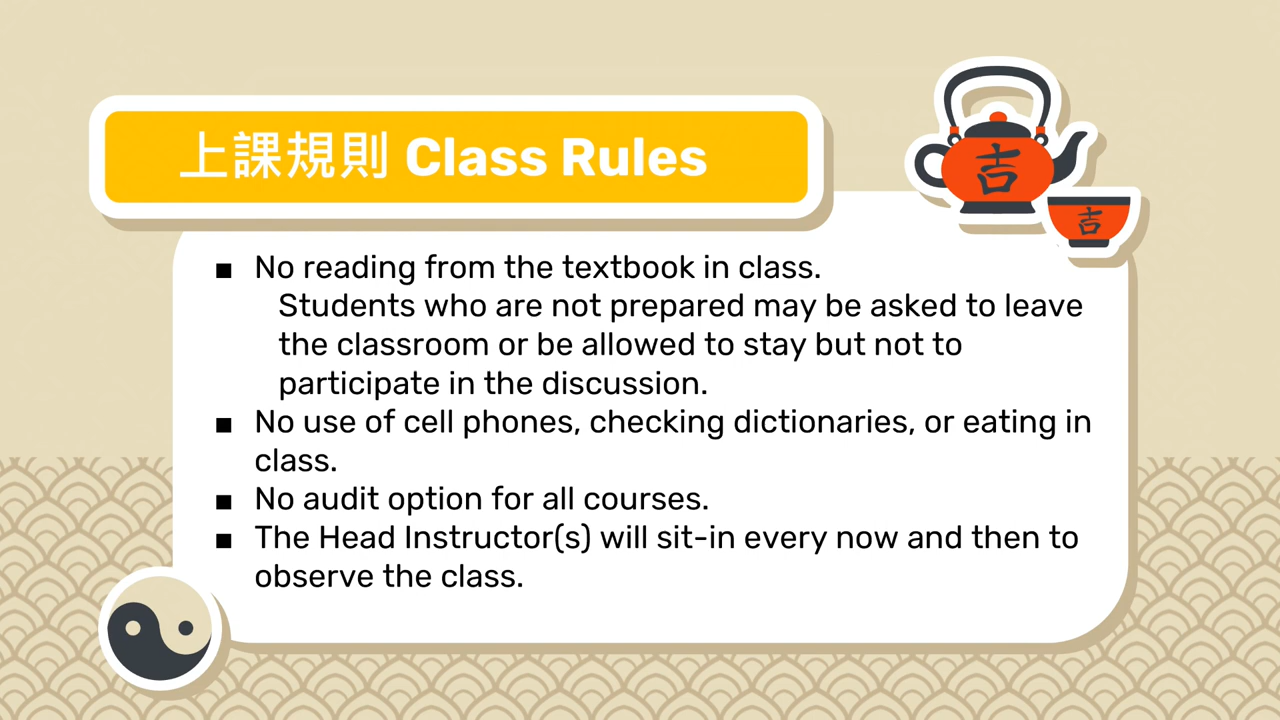 上課規則 Class Rules
吉
吉
■ No reading from the textbook in class.
Students who are not prepared may be asked to leave
the classroom or be allowed to stay but not to
participate in the discussion.
■ No use of cell phones, checking dictionaries, or eating in
class.
■ No audit option for all courses.
■ The Head Instructor(s) will sit-in every now and then to
observe the class.